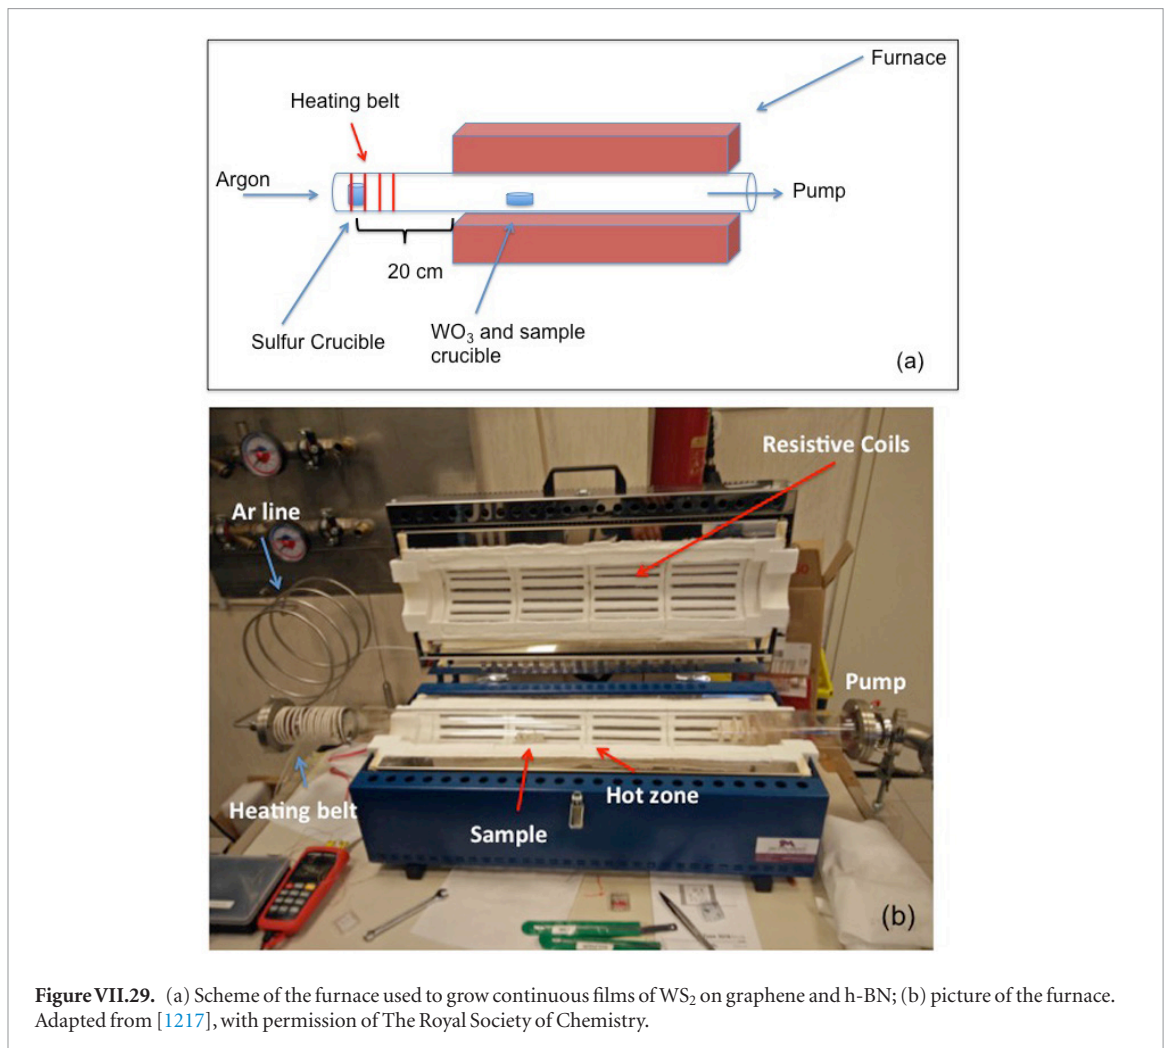 Furnace
Heating belt
Argon
Pump
20 cm
Sulfur Crucible
WO₃ and sample
crucible
(a)
Resistive Coils
Ar line
Pump
Heating belt
Hot zone
Sample
(b)
Figure VII.29. (a) Scheme of the furnace used to grow continuous films of WS₂ on graphene and h-BN; (b) picture of the furnace.
Adapted from [1217], with permission of The Royal Society of Chemistry.